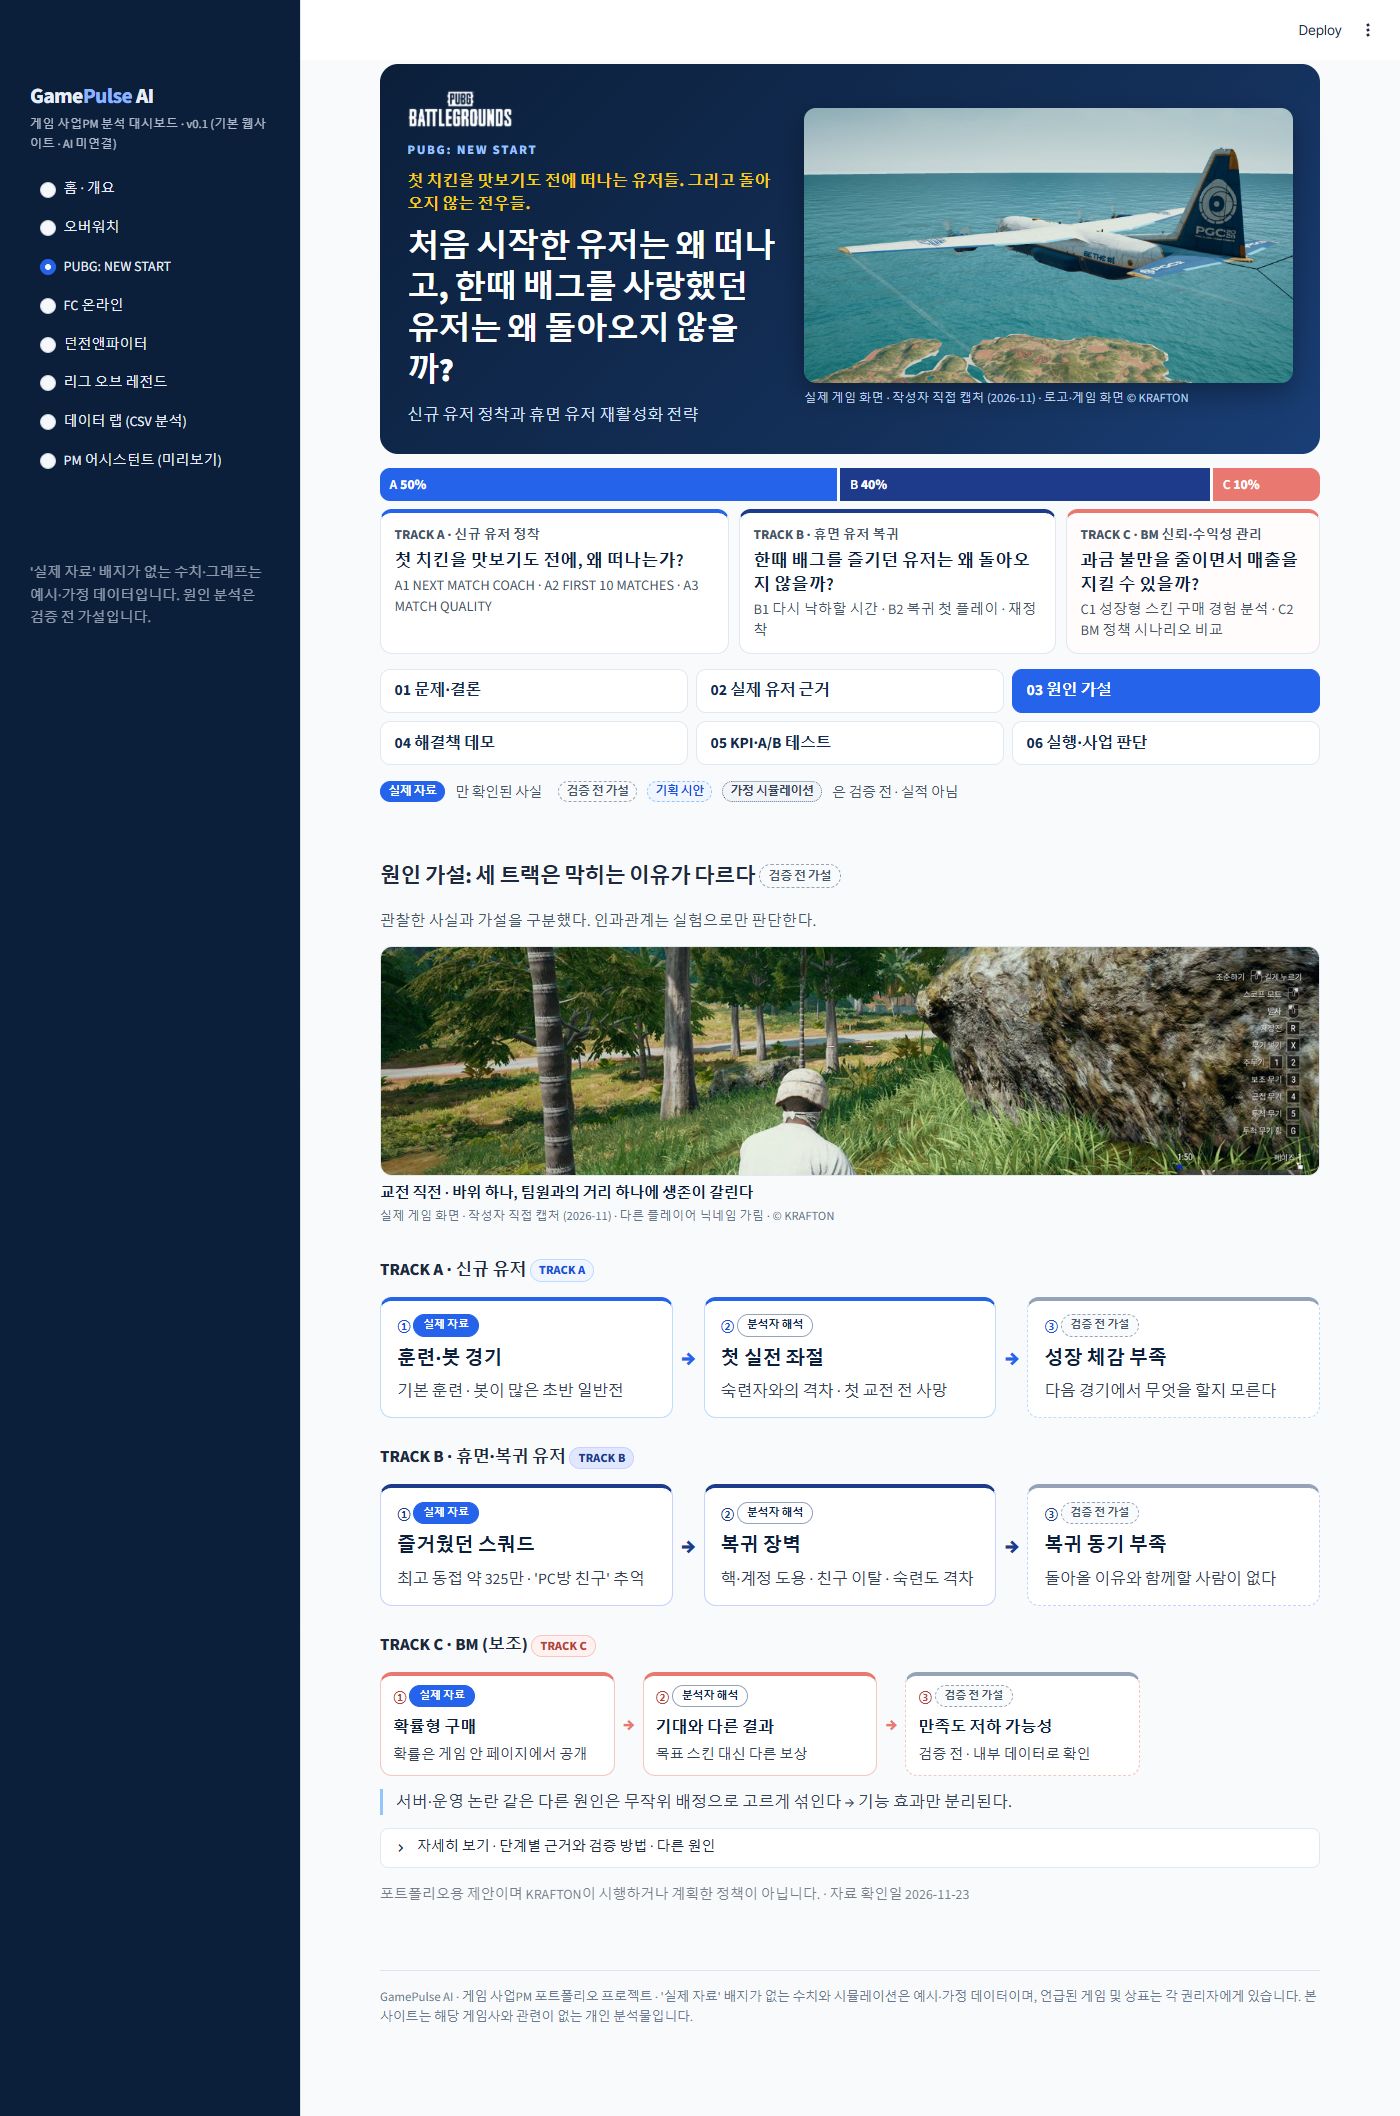 Deploy
GamePulse AI
게임 사업PM 분석 대시보드 · v0.1 (기본 웹사
이트 · AI 미연결)
홈 · 개요
오버워치
PUBG: NEW START
FC 온라인
던전앤파이터
리그 오브 레전드
데이터 랩 (CSV 분석)
PM 어시스턴트 (미리보기)
'실제 자료' 배지가 없는 수치·그래프는
예시·가정 데이터입니다. 원인 분석은
검증 전 가설입니다.
PUBG
BATTLEGROUNDS
PUBG: NEW START
첫 치킨을 맛보기도 전에 떠나는 유저들. 그리고 돌아
오지 않는 전우들.
처음 시작한 유저는 왜 떠나
고, 한때 배그를 사랑했던
유저는 왜 돌아오지 않을
까?
신규 유저 정착과 휴면 유저 재활성화 전략
PGC
실제 게임 화면 · 작성자 직접 캡처 (2026-11) · 로고·게임 화면 © KRAFTON
A 50%
B 40%
C 10%
TRACK A · 신규 유저 정착
첫 치킨을 맛보기도 전에, 왜 떠나는가?
A1 NEXT MATCH COACH · A2 FIRST 10 MATCHES · A3
MATCH QUALITY
TRACK B · 휴면 유저 복귀
한때 배그를 즐기던 유저는 왜 돌아오
지 않을까?
B1 다시 낙하할 시간 · B2 복귀 첫 플레이 · 재정
착
TRACK C · BM 신뢰·수익성 관리
과금 불만을 줄이면서 매출을
지킬 수 있을까?
C1 성장형 스킨 구매 경험 분석 · C2
BM 정책 시나리오 비교
01 문제·결론
02 실제 유저 근거
03 원인 가설
04 해결책 데모
05 KPI·A/B 테스트
06 실행·사업 판단
실제 자료 만 확인된 사실 검증 전 가설 기획 시안 가정 시뮬레이션 은 검증 전 · 실적 아님
원인 가설: 세 트랙은 막히는 이유가 다르다 검증 전 가설
관찰한 사실과 가설을 구분했다. 인과관계는 실험으로만 판단한다.
조준하기 길게 누르기
스코프 모드
R
X
1 2
보조 무기 3
근접 무기 4
투척 무기 5
투척 무기 휠 G
1:50
교전 직전 · 바위 하나, 팀원과의 거리 하나에 생존이 갈린다
실제 게임 화면 · 작성자 직접 캡처 (2026-11) · 다른 플레이어 닉네임 가림 · © KRAFTON
TRACK A · 신규 유저 TRACK A
① 실제 자료
훈련·봇 경기
기본 훈련 · 봇이 많은 초반 일반전
→
② 분석자 해석
첫 실전 좌절
숙련자와의 격차 · 첫 교전 전 사망
→
③ 검증 전 가설
성장 체감 부족
다음 경기에서 무엇을 할지 모른다
TRACK B · 휴면·복귀 유저 TRACK B
① 실제 자료
즐거웠던 스쿼드
최고 동접 약 325만 · 'PC방 친구' 추억
→
② 분석자 해석
복귀 장벽
핵·계정 도용 · 친구 이탈 · 숙련도 격차
→
③ 검증 전 가설
복귀 동기 부족
돌아올 이유와 함께할 사람이 없다
TRACK C · BM (보조) TRACK C
① 실제 자료
확률형 구매
확률은 게임 안 페이지에서 공개
→
② 분석자 해석
기대와 다른 결과
목표 스킨 대신 다른 보상
→
③ 검증 전 가설
만족도 저하 가능성
검증 전 · 내부 데이터로 확인
서버·운영 논란 같은 다른 원인은 무작위 배정으로 고르게 섞인다 → 기능 효과만 분리된다.
자세히 보기 · 단계별 근거와 검증 방법 · 다른 원인
포트폴리오용 제안이며 KRAFTON이 시행하거나 계획한 정책이 아닙니다. · 자료 확인일 2026-11-23
GamePulse AI · 게임 사업PM 포트폴리오 프로젝트 · '실제 자료' 배지가 없는 수치와 시뮬레이션은 예시·가정 데이터이며, 언급된 게임 및 상표는 각 권리자에게 있습니다. 본
사이트는 해당 게임사와 관련이 없는 개인 분석물입니다.